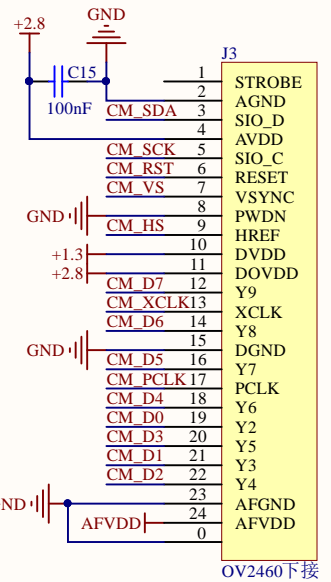 +2.8
GND
J3
C15
100nF
1 STROBE
2 AGND
CM_SDA 3 SIO_D
4 AVDD
CM_SCK 5 SIO_C
CM_RST 6 RESET
CM_VS 7 VSYNC
GND 8 PWDN
CM_HS 9 HREF
+1.3 10 DVDD
+2.8 11 DOVDD
CM_D7 12 Y9
CM_XCLK 13 XCLK
CM_D6 14 Y8
GND 15 DGND
CM_D5 16 Y7
CM_PCLK 17 PCLK
CM_D4 18 Y6
CM_D0 19 Y2
CM_D3 20 Y5
CM_D1 21 Y3
CM_D2 22 Y4
ND 23 AFGND
AFVDD 24 AFVDD
0
OV2460下接